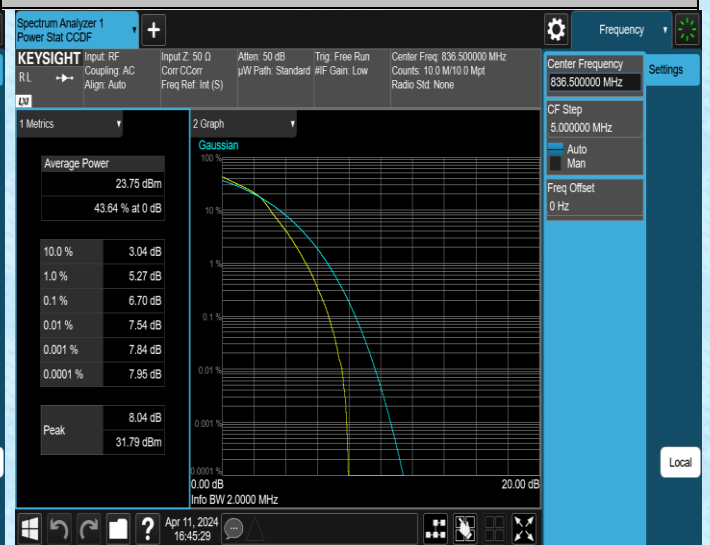 Spectrum Analyzer 1
Power Stat CCDF
Frequency
KEYSIGHT
Input: RF
Coupling: AC
Align: Auto
Input Z: 50 Ω
Corr CCorr
Freq Ref: Int (S)
Atten: 50 dB
µW Path: Standard
Trig: Free Run
#IF Gain: Low
Center Freq: 836.500000 MHz
Counts: 10.0 M/10.0 Mpt
Radio Std: None
R L
LXI
Center Frequency
836.500000 MHz
Settings
CF Step
5.000000 MHz
Auto
Man
Freq Offset
0 Hz
1 Metrics
Average Power
23.75 dBm
43.64 % at 0 dB
10.0 % 3.04 dB
1.0 % 5.27 dB
0.1 % 6.70 dB
0.01 % 7.54 dB
0.001 % 7.84 dB
0.0001 % 7.95 dB
Peak
8.04 dB
31.79 dBm
2 Graph
Gaussian
100 %
10 %
1 %
0.1 %
0.01 %
0.001 %
0.0001 %
0.00 dB
20.00 dB
Info BW 2.0000 MHz
Local
?
Apr 11, 2024
16:45:29